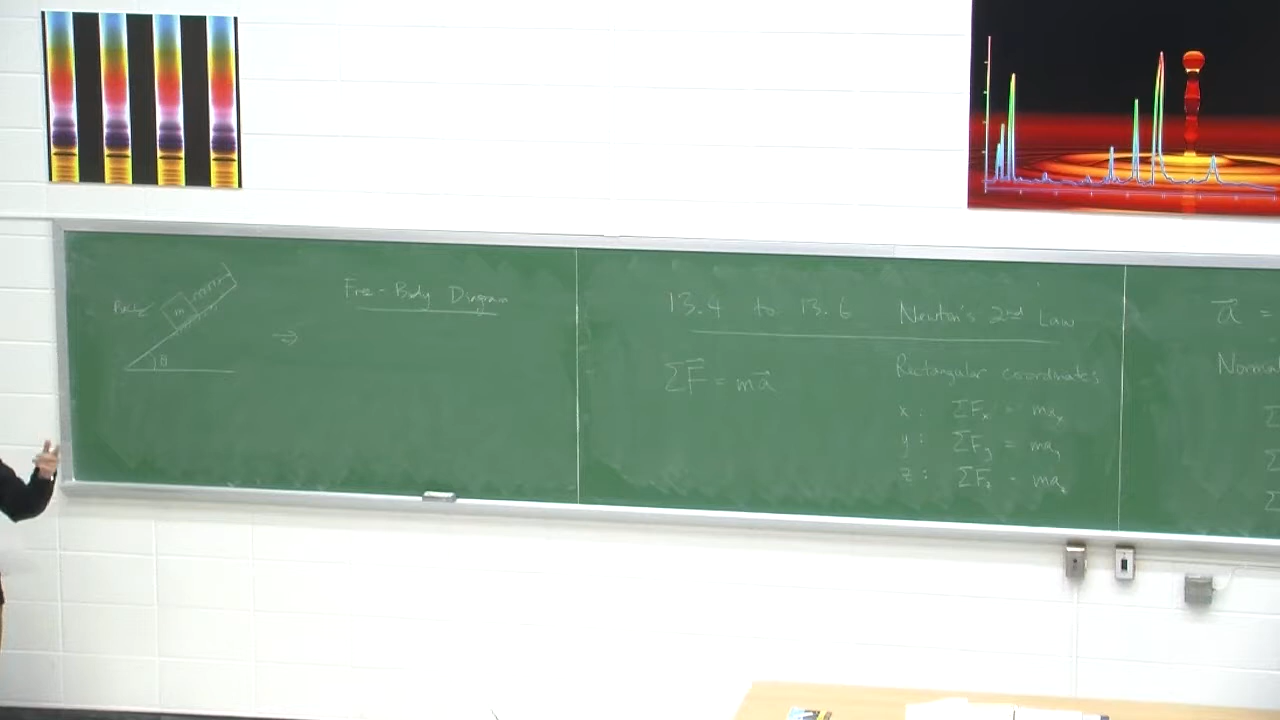 m
θ
⇒
Free-Body Diagram
13.4 to 13.6 Newton's 2nd Law
ΣF⃗ = ma⃗
Rectangular coordinates
x: ΣFx = max
y: ΣFy = may
z: ΣFz = maz
a⃗ =
Normal
Σ
Σ
Σ